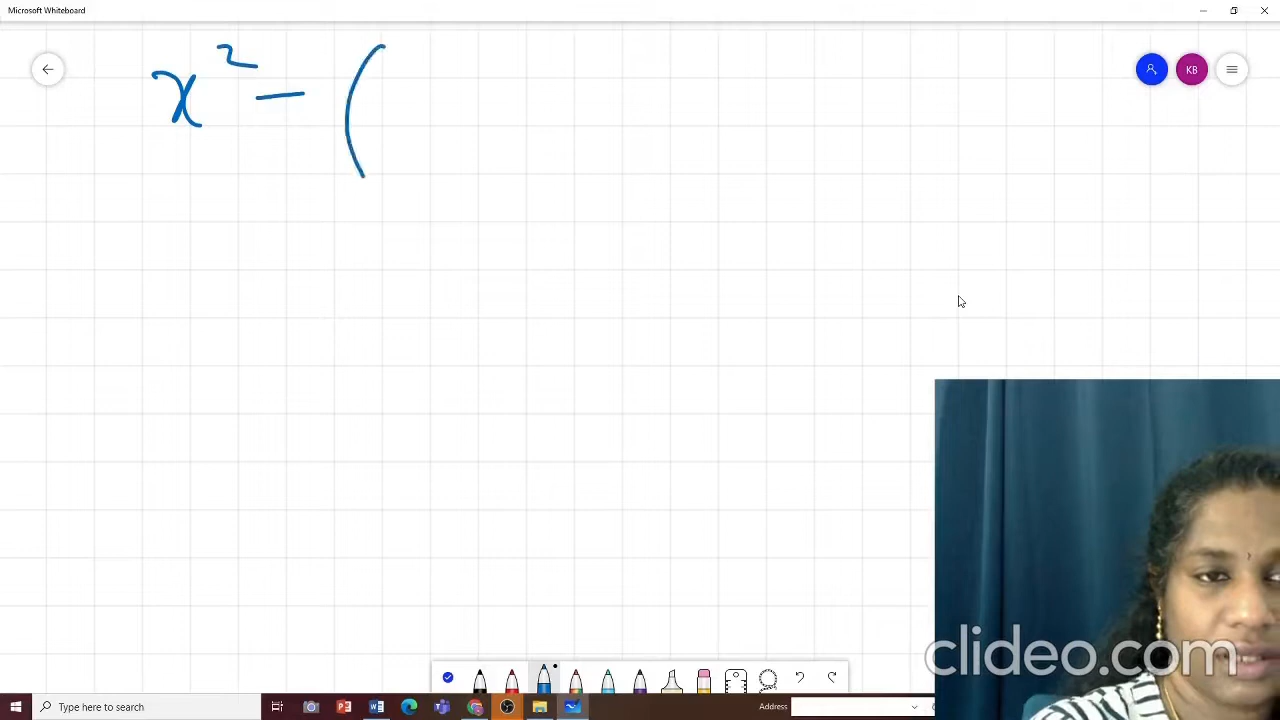 Microsoft Whiteboard
x² – (
KB
clideo.com
Type here to search
Address